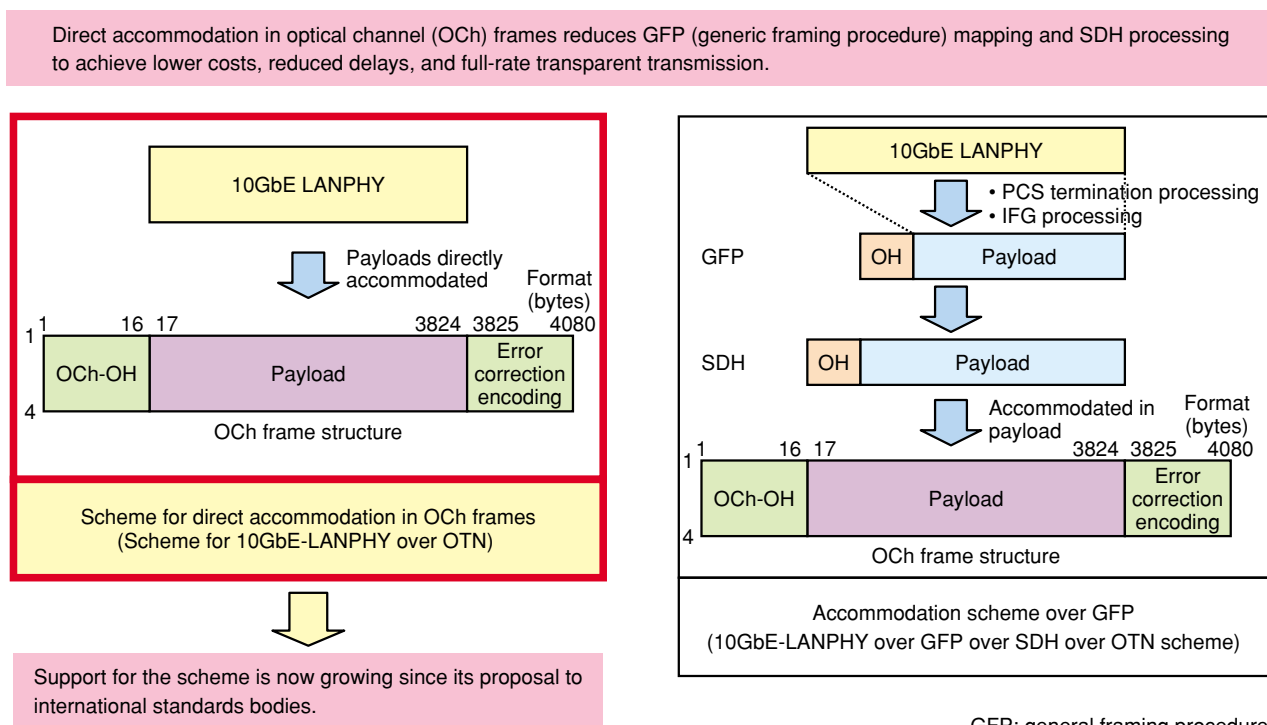 Direct accommodation in optical channel (OCh) frames reduces GFP (generic framing procedure) mapping and SDH processing
to achieve lower costs, reduced delays, and full-rate transparent transmission.
10GbE LANPHY
Payloads directly
accommodated
Format
(bytes)
1 16 17 3824 3825 4080
1
OCh-OH
Payload
Error
correction
encoding
4
OCh frame structure
Scheme for direct accommodation in OCh frames
(Scheme for 10GbE-LANPHY over OTN)
Support for the scheme is now growing since its proposal to
international standards bodies.
10GbE LANPHY
• PCS termination processing
• IFG processing
GFP
OH
Payload
SDH
OH
Payload
Accommodated in
payload
Format
(bytes)
1 16 17 3824 3825 4080
1
OCh-OH
Payload
Error
correction
encoding
4
OCh frame structure
Accommodation scheme over GFP
(10GbE-LANPHY over GFP over SDH over OTN scheme)
GFP: general framing procedure